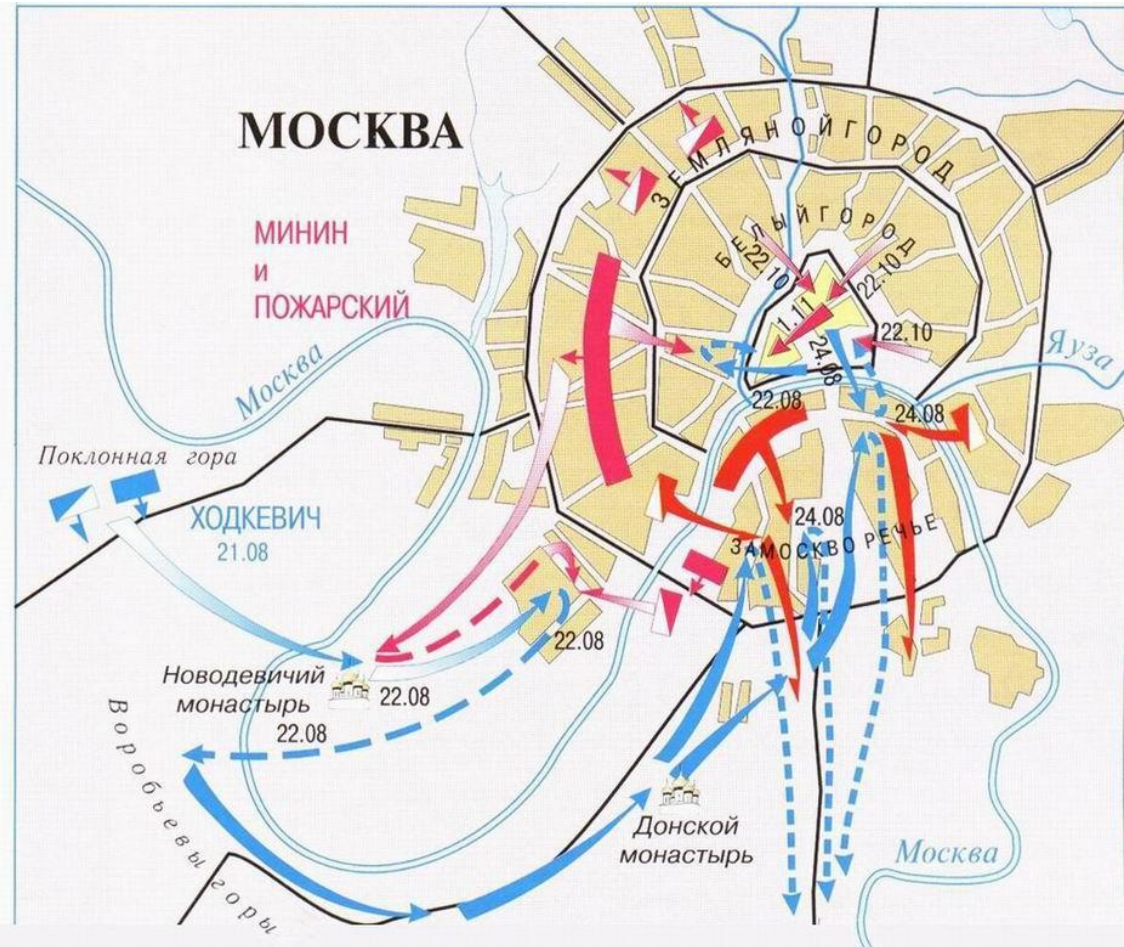 МОСКВА
ЗЕМЛЯНОЙ ГОРОД
МИНИН
и
ПОЖАРСКИЙ
БЕЛЫЙ ГОРОД
22.10
22.10
1.11
22.10
24.08
Яуза
Москва
22.08
24.08
Поклонная гора
ХОДКЕВИЧ
21.08
24.08
ЗАМОСКВОРЕЧЬЕ
22.08
Новодевичий
монастырь
22.08
22.08
Воробьевы горы
Донской
монастырь
Москва